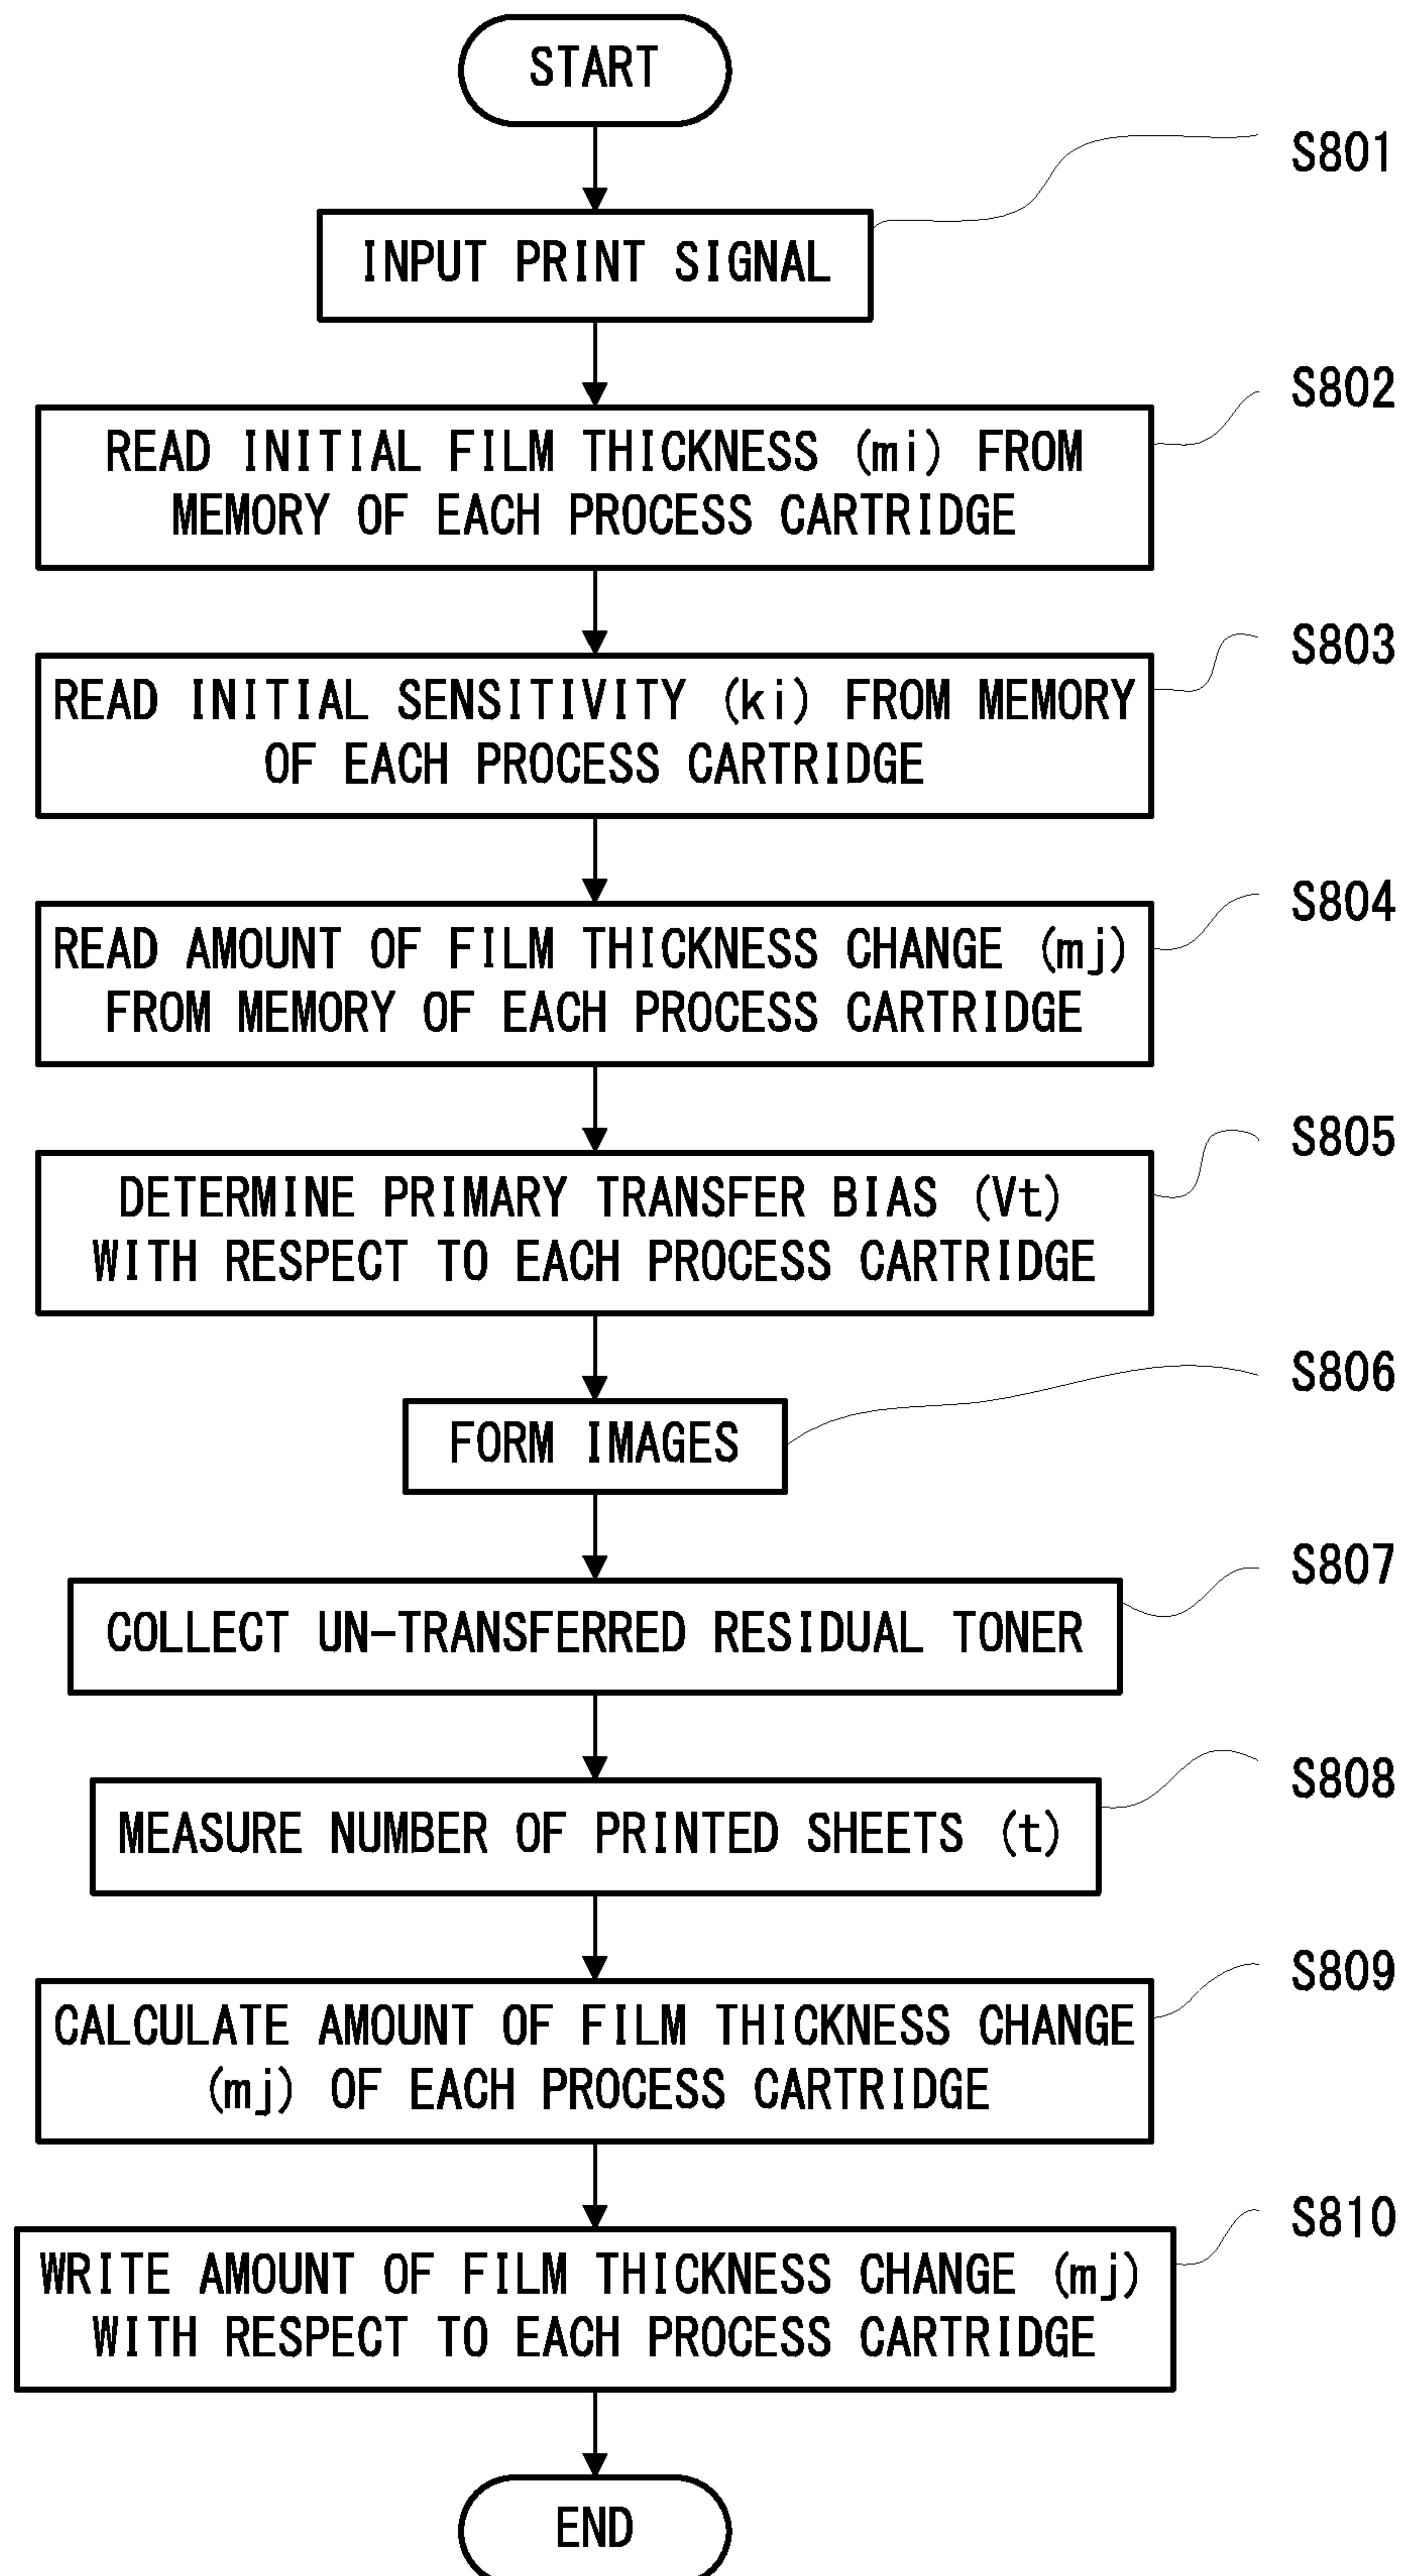 START
S801
INPUT PRINT SIGNAL
S802
READ INITIAL FILM THICKNESS (mi) FROM
MEMORY OF EACH PROCESS CARTRIDGE
S803
READ INITIAL SENSITIVITY (ki) FROM MEMORY
OF EACH PROCESS CARTRIDGE
S804
READ AMOUNT OF FILM THICKNESS CHANGE (mj)
FROM MEMORY OF EACH PROCESS CARTRIDGE
S805
DETERMINE PRIMARY TRANSFER BIAS (Vt)
WITH RESPECT TO EACH PROCESS CARTRIDGE
S806
FORM IMAGES
S807
COLLECT UN-TRANSFERRED RESIDUAL TONER
S808
MEASURE NUMBER OF PRINTED SHEETS (t)
S809
CALCULATE AMOUNT OF FILM THICKNESS CHANGE
(mj) OF EACH PROCESS CARTRIDGE
S810
WRITE AMOUNT OF FILM THICKNESS CHANGE (mj)
WITH RESPECT TO EACH PROCESS CARTRIDGE
END